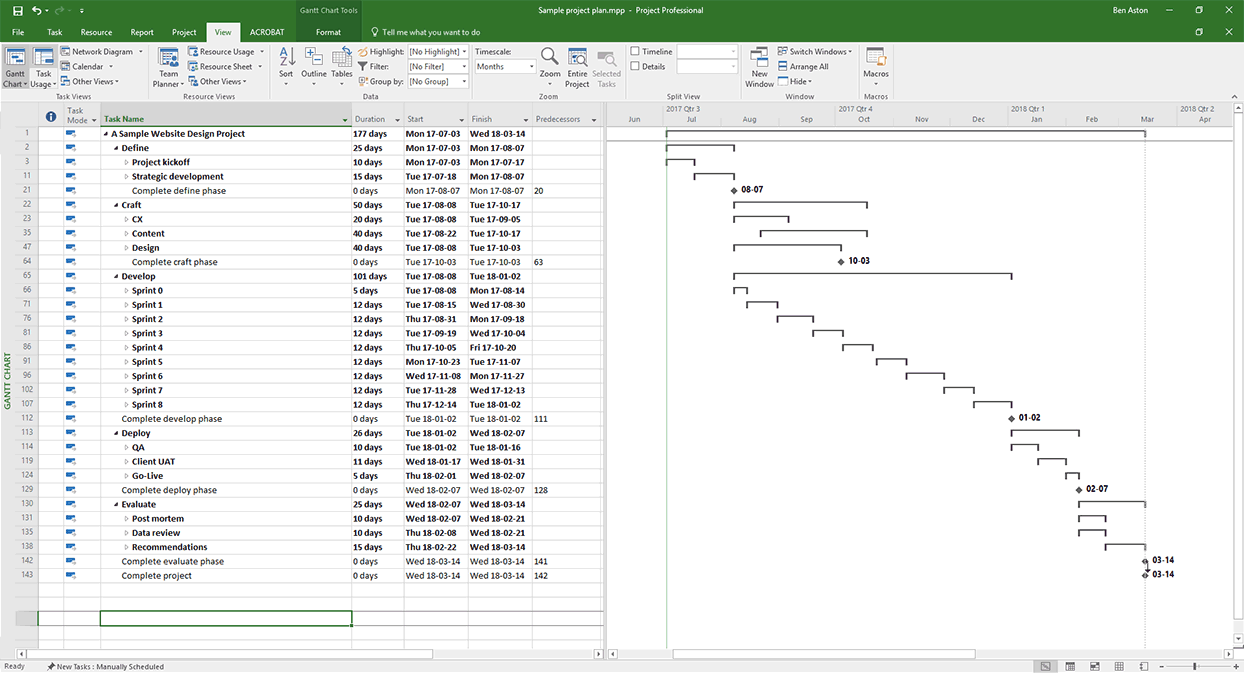 Gantt Chart Tools
Sample project plan.mpp - Project Professional
Ben Aston
File Task Resource Report Project View ACROBAT Format Tell me what you want to do
Gantt Chart
Task Usage
Network Diagram
Calendar
Other Views
Task Views
Team Planner
Resource Usage
Resource Sheet
Other Views
Resource Views
Sort
Outline
Tables
Highlight: [No Highlight]
Filter: [No Filter]
Group by: [No Group]
Data
Timescale:
Months
Zoom
Entire Project
Selected Tasks
Zoom
Timeline
Details
Split View
New Window
Switch Windows
Arrange All
Hide
Window
Macros
Macros
2017 Qtr 3 2017 Qtr 4 2018 Qtr 1 2018 Qtr 2
Task Mode Task Name Duration Start Finish Predecessors Jun Jul Aug Sep Oct Nov Dec Jan Feb Mar Apr
1 A Sample Website Design Project 177 days Mon 17-07-03 Wed 18-03-14
2 Define 25 days Mon 17-07-03 Mon 17-08-07
3 Project kickoff 10 days Mon 17-07-03 Mon 17-07-17
11 Strategic development 15 days Tue 17-07-18 Mon 17-08-07
21 Complete define phase 0 days Mon 17-08-07 Mon 17-08-07 20 08-07
22 Craft 50 days Tue 17-08-08 Tue 17-10-17
23 CX 20 days Tue 17-08-08 Tue 17-09-05
35 Content 40 days Tue 17-08-22 Tue 17-10-17
47 Design 40 days Tue 17-08-08 Tue 17-10-03
64 Complete craft phase 0 days Tue 17-10-03 Tue 17-10-03 63 10-03
65 Develop 101 days Tue 17-08-08 Tue 18-01-02
66 Sprint 0 5 days Tue 17-08-08 Mon 17-08-14
71 Sprint 1 12 days Tue 17-08-15 Wed 17-08-30
76 Sprint 2 12 days Thu 17-08-31 Mon 17-09-18
81 Sprint 3 12 days Tue 17-09-19 Wed 17-10-04
86 Sprint 4 12 days Thu 17-10-05 Fri 17-10-20
91 Sprint 5 12 days Mon 17-10-23 Tue 17-11-07
96 Sprint 6 12 days Wed 17-11-08 Mon 17-11-27
102 Sprint 7 12 days Tue 17-11-28 Wed 17-12-13
107 Sprint 8 12 days Thu 17-12-14 Tue 18-01-02
112 Complete develop phase 0 days Tue 18-01-02 Tue 18-01-02 111 01-02
113 Deploy 26 days Tue 18-01-02 Wed 18-02-07
114 QA 10 days Tue 18-01-02 Tue 18-01-16
119 Client UAT 11 days Wed 18-01-17 Wed 18-01-31
124 Go-Live 5 days Thu 18-02-01 Wed 18-02-07
129 Complete deploy phase 0 days Wed 18-02-07 Wed 18-02-07 128 02-07
130 Evaluate 25 days Wed 18-02-07 Wed 18-03-14
131 Post mortem 10 days Wed 18-02-07 Wed 18-02-21
135 Data review 10 days Thu 18-02-08 Wed 18-02-21
138 Recommendations 15 days Thu 18-02-22 Wed 18-03-14
142 Complete evaluate phase 0 days Wed 18-03-14 Wed 18-03-14 141 03-14
143 Complete project 0 days Wed 18-03-14 Wed 18-03-14 142 03-14
GANTT CHART
Ready New Tasks : Manually Scheduled